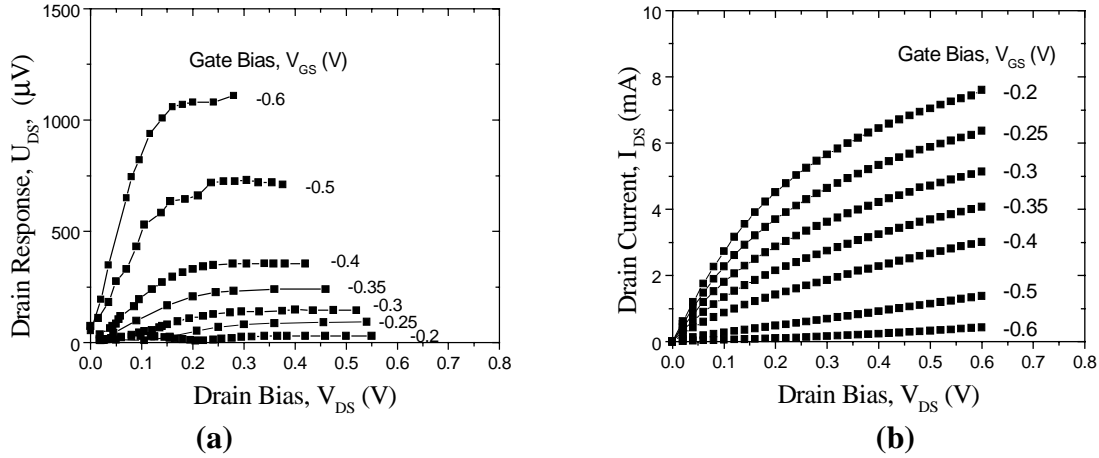 1500
1000
500
250
0
0.0 0.1 0.2 0.3 0.4 0.5 0.6 0.7 0.8
Drain Response, U_DS, (μV)
Drain Bias, V_DS (V)
Gate Bias, V_GS (V)
-0.6
-0.5
-0.4
-0.35
-0.3
-0.25
-0.2
(a)
10
8
6
4
2
0
0.0 0.1 0.2 0.3 0.4 0.5 0.6 0.7 0.8
Drain Current, I_DS (mA)
Drain Bias, V_DS (V)
Gate Bias, V_GS (V)
-0.2
-0.25
-0.3
-0.35
-0.4
-0.5
-0.6
(b)